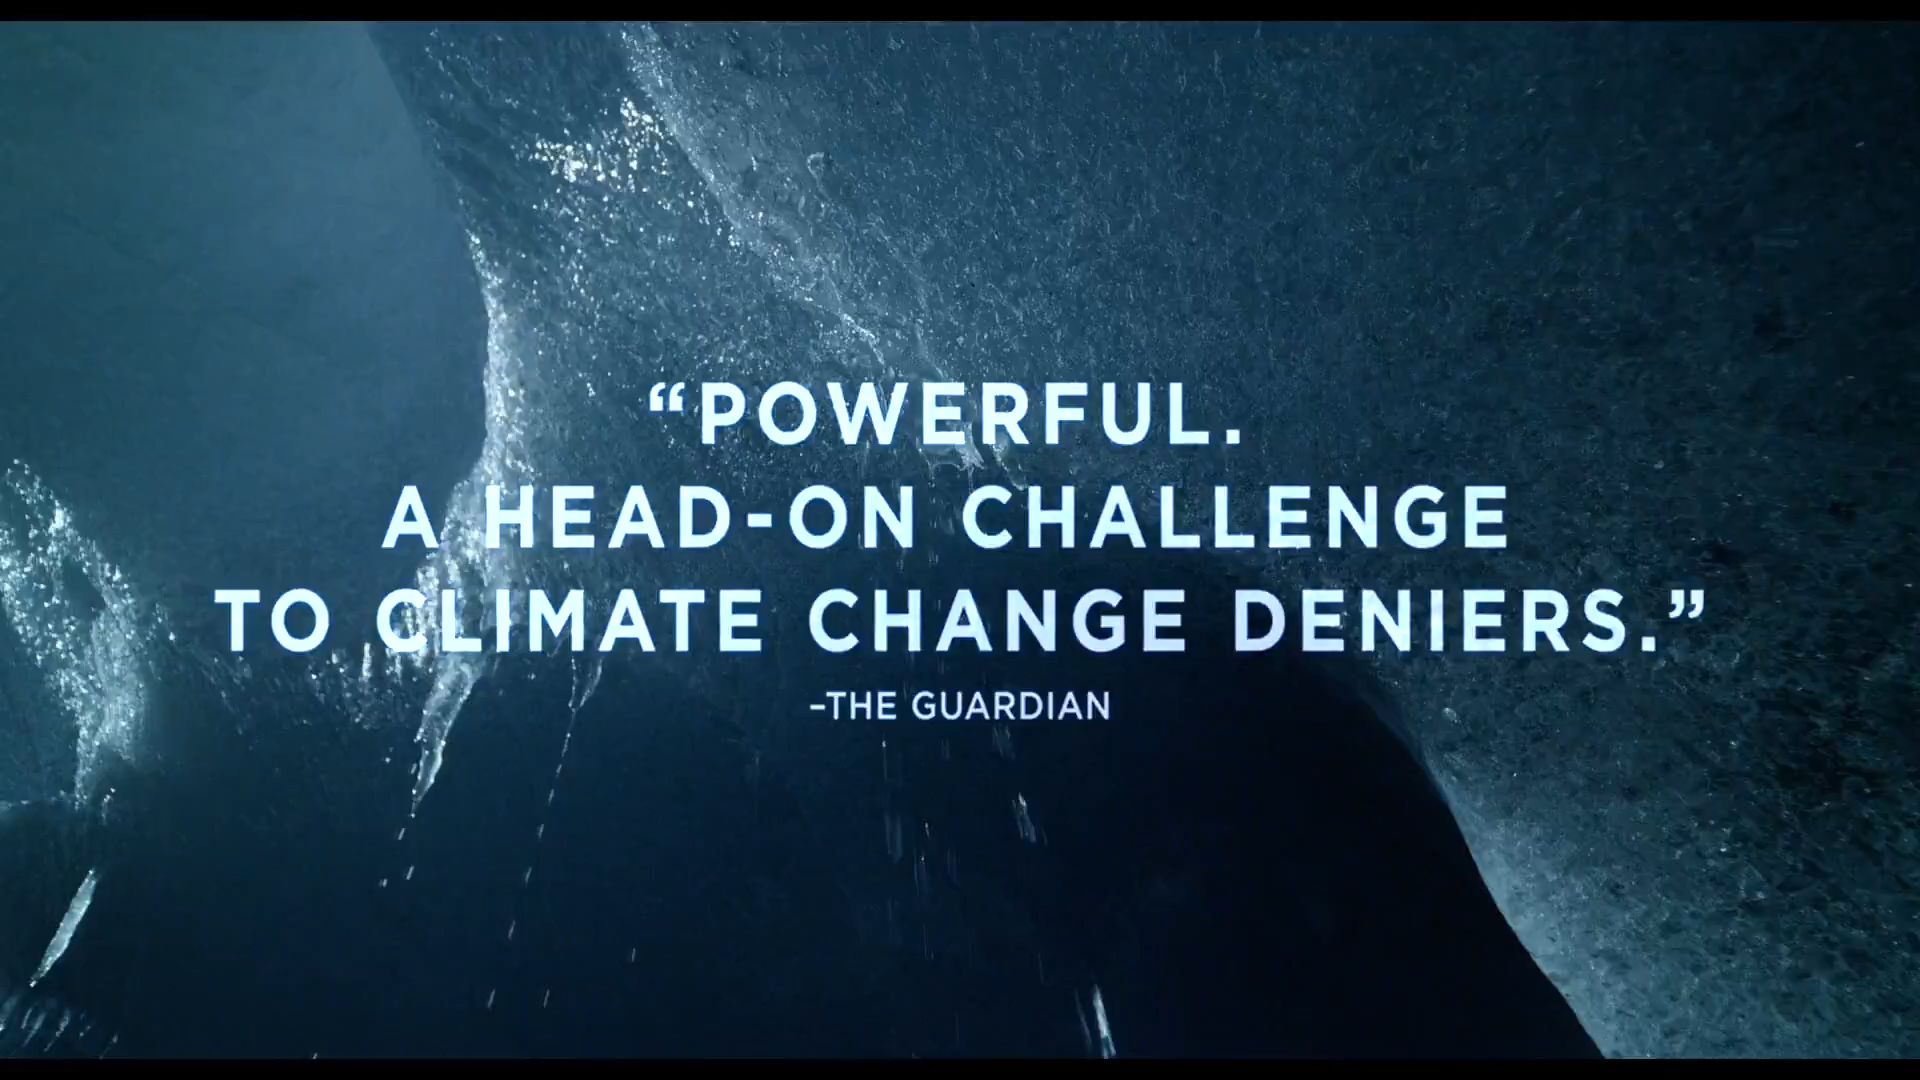 “POWERFUL.
A HEAD-ON CHALLENGE
TO CLIMATE CHANGE DENIERS.”
–THE GUARDIAN